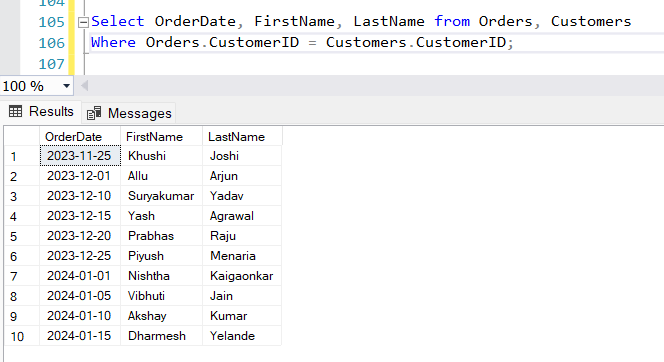 104
105 Select OrderDate, FirstName, LastName from Orders, Customers
106 Where Orders.CustomerID = Customers.CustomerID;
107
100 %
Results Messages
OrderDate FirstName LastName
1 2023-11-25 Khushi Joshi
2 2023-12-01 Allu Arjun
3 2023-12-10 Suryakumar Yadav
4 2023-12-15 Yash Agrawal
5 2023-12-20 Prabhas Raju
6 2023-12-25 Piyush Menaria
7 2024-01-01 Nishtha Kaigaonkar
8 2024-01-05 Vibhuti Jain
9 2024-01-10 Akshay Kumar
10 2024-01-15 Dharmesh Yelande